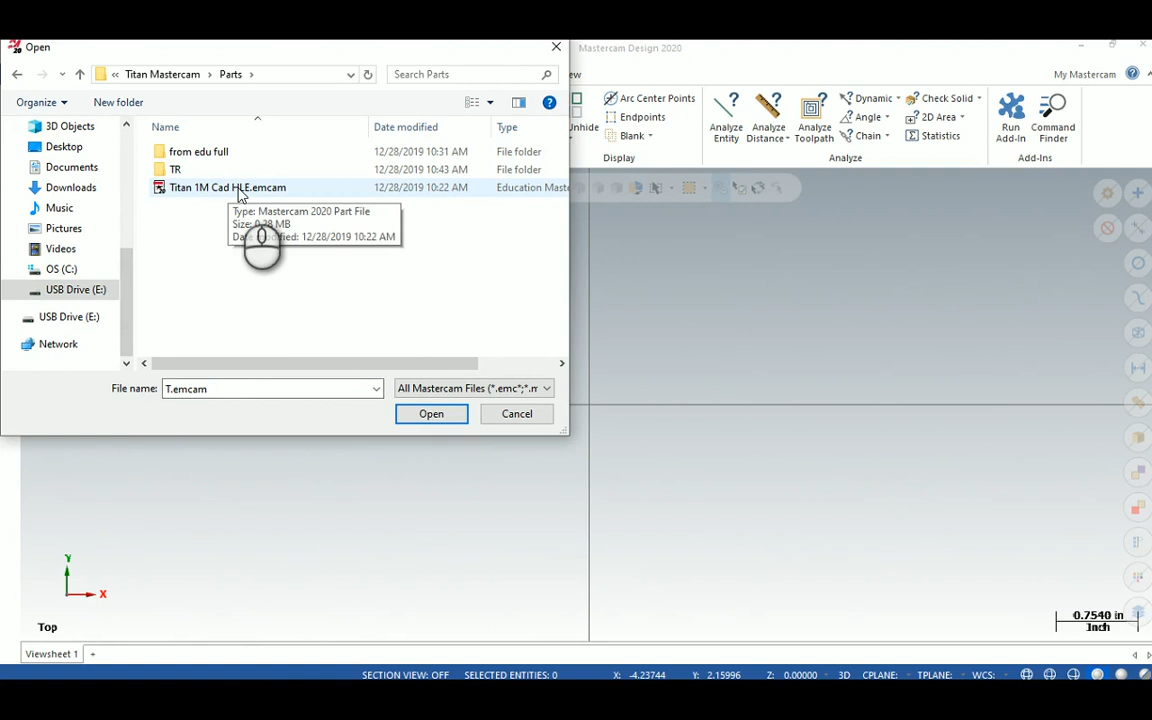 Open
Mastercam Design 2020
Titan Mastercam
Parts
Search Parts
ew
My Mastercam
Organize
New folder
3D Objects
Desktop
Documents
Downloads
Music
Pictures
Videos
OS (C:)
USB Drive (E:)
USB Drive (E:)
Network
Name
Date modified
Type
from edu full
12/28/2019 10:31 AM
File folder
TR
12/28/2019 10:43 AM
File folder
Titan 1M Cad HLE.emcam
12/28/2019 10:22 AM
Education Maste
Type: Mastercam 2020 Part File
Size: 0.28 MB
Date modified: 12/28/2019 10:22 AM
File name:
T.emcam
All Mastercam Files (*.emc*;*.m
Open
Cancel
nhide
Arc Center Points
Endpoints
Blank
Display
Analyze Entity
Analyze Distance
Analyze Toolpath
Dynamic
Angle
Chain
Check Solid
2D Area
Statistics
Analyze
Run Add-In
Command Finder
Add-Ins
Y
X
Top
0.7540 in
Inch
Viewsheet 1
+
SECTION VIEW: OFF
SELECTED ENTITIES: 0
X: -4.23744
Y: 2.15996
Z: 0.00000
3D
CPLANE:
TPLANE:
WCS: